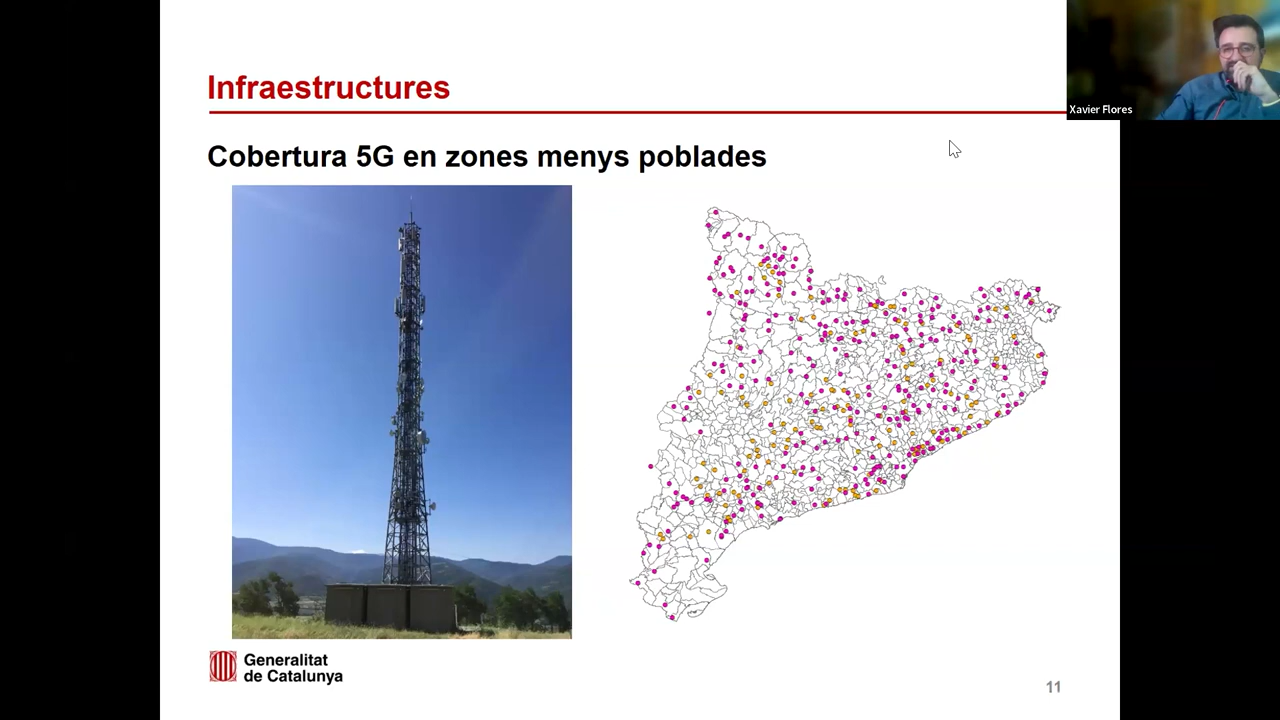 Infraestructures
Xavier Flores
Cobertura 5G en zones menys poblades
Generalitat
de Catalunya
11